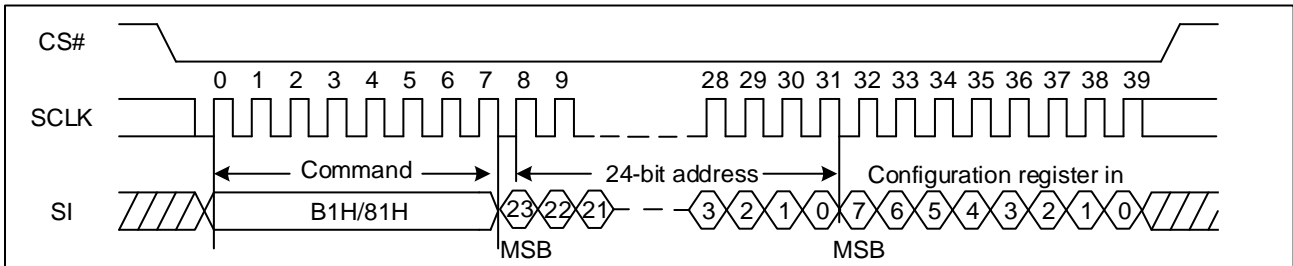 CS#
0 1 2 3 4 5 6 7 8 9 28 29 30 31 32 33 34 35 36 37 38 39
SCLK
Command 24-bit address Configuration register in
SI B1H/81H 23 22 21 3 2 1 0 7 6 5 4 3 2 1 0
MSB MSB